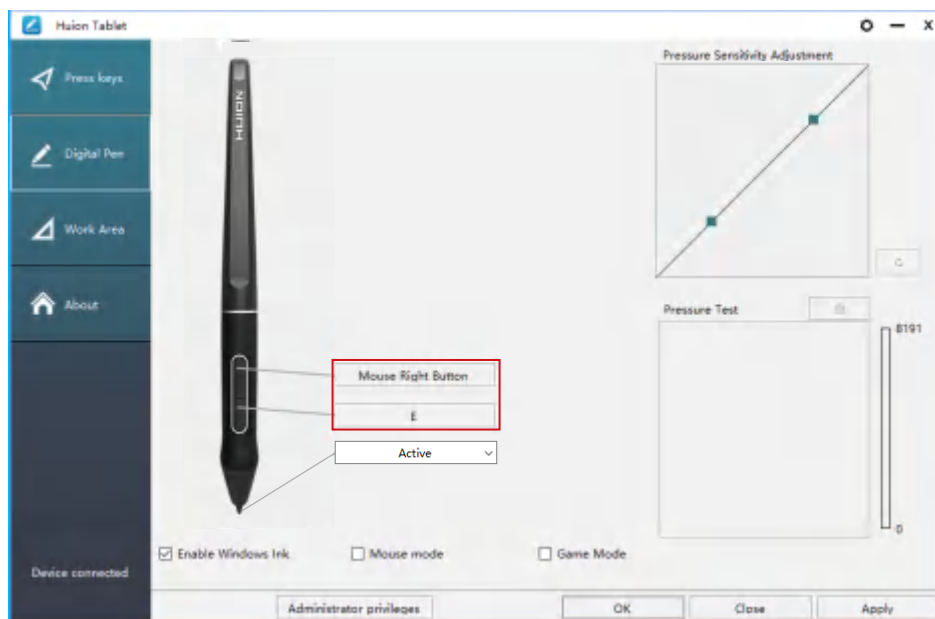 Huion Tablet
Press keys
Digital Pen
Work Area
About
Device connected
HUION
Mouse Right Button
E
Active
Enable Windows Ink
Mouse mode
Game Mode
Pressure Sensitivity Adjustment
Pressure Test
8191
0
Administrator privileges
OK
Close
Apply